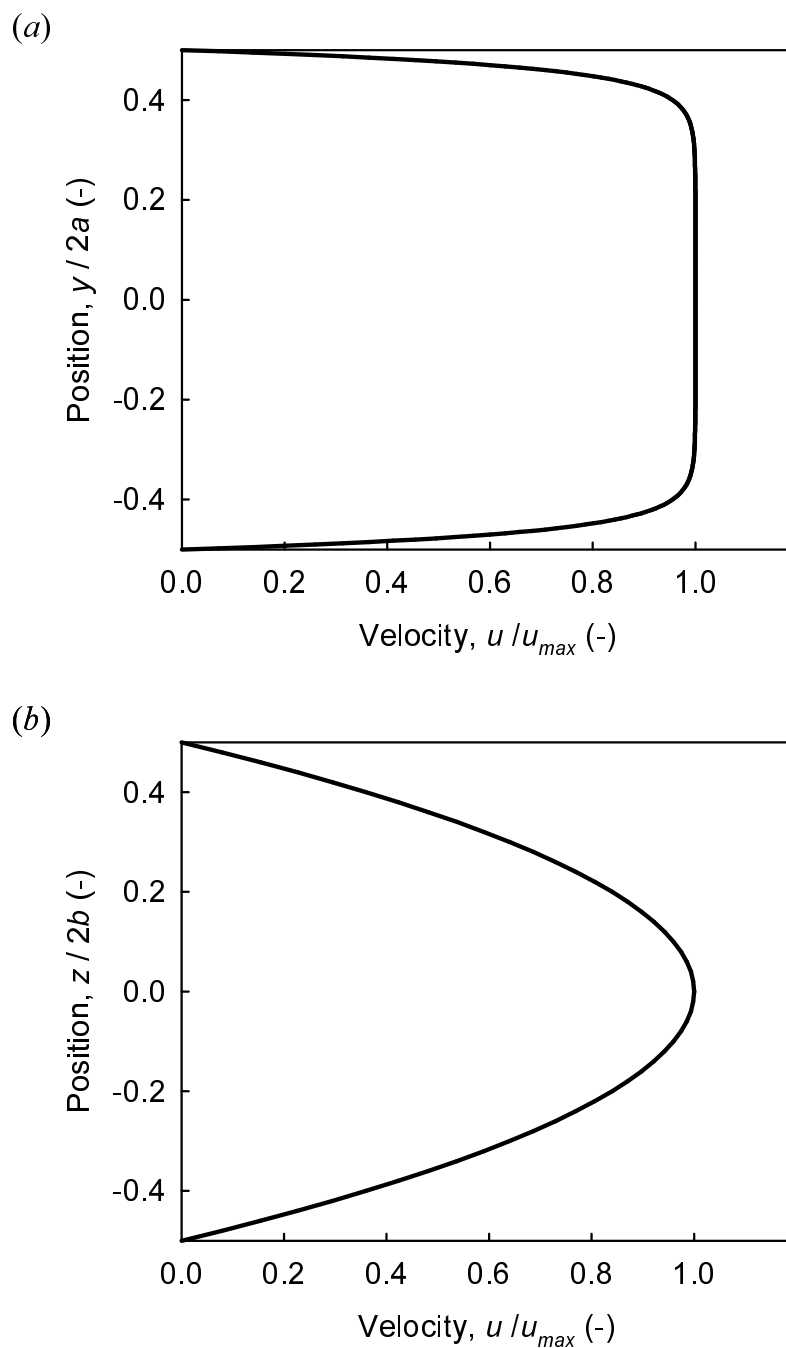 (a)
0.4
0.2
0.0
-0.2
-0.4
Position, y / 2a (-)
0.0 0.2 0.4 0.6 0.8 1.0
Velocity, u /umax (-)
(b)
0.4
0.2
0.0
-0.2
-0.4
Position, z / 2b (-)
0.0 0.2 0.4 0.6 0.8 1.0
Velocity, u /umax (-)